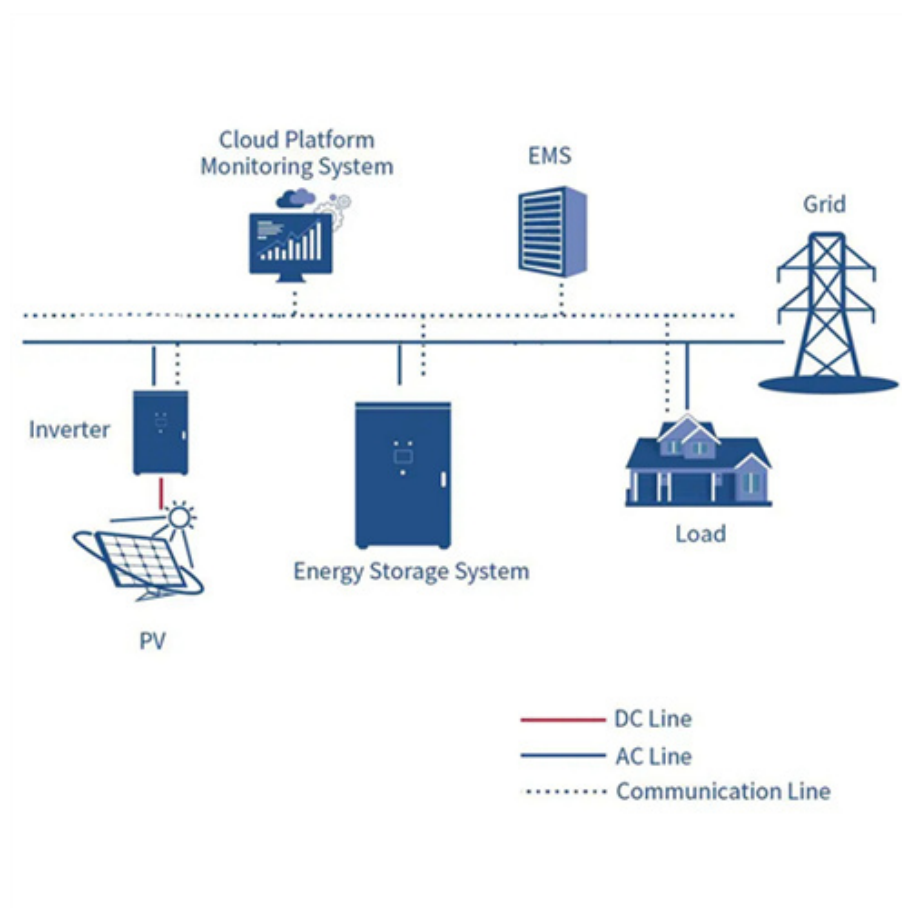 Cloud Platform
Monitoring System
EMS
Grid
Inverter
Load
Energy Storage System
PV
DC Line
AC Line
Communication Line